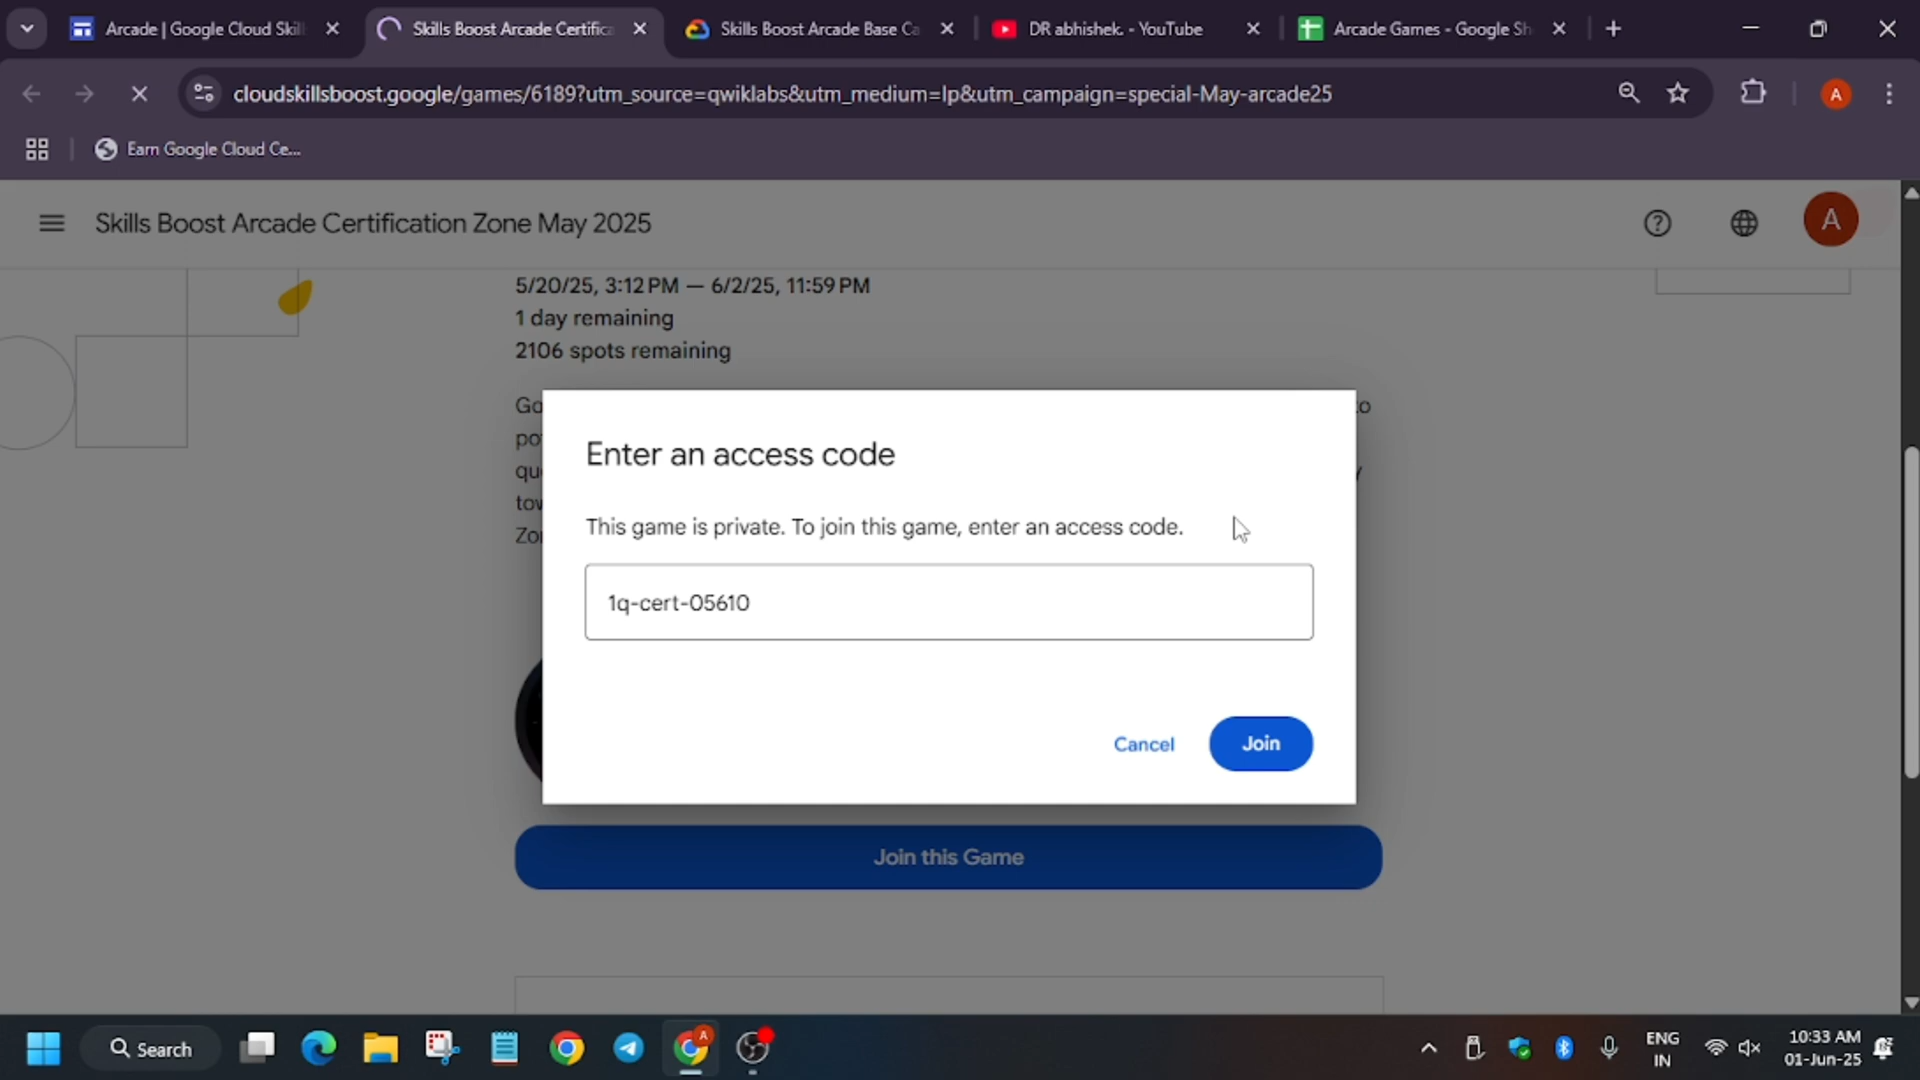 Arcade | Google Cloud Skil
Skills Boost Arcade Certifica
Skills Boost Arcade Base Ca
DR abhishek. - YouTube
Arcade Games - Google Sh
cloudskillsboost.google/games/6189?utm_source=qwiklabs&utm_medium=lp&utm_campaign=special-May-arcade25
A
Earn Google Cloud Ce...
Skills Boost Arcade Certification Zone May 2025
A
5/20/25, 3:12 PM — 6/2/25, 11:59 PM
1 day remaining
2106 spots remaining
Enter an access code
This game is private. To join this game, enter an access code.
1q-cert-05610
Cancel
Join
Join this Game
Search
A
ENG
IN
10:33 AM
01-Jun-25